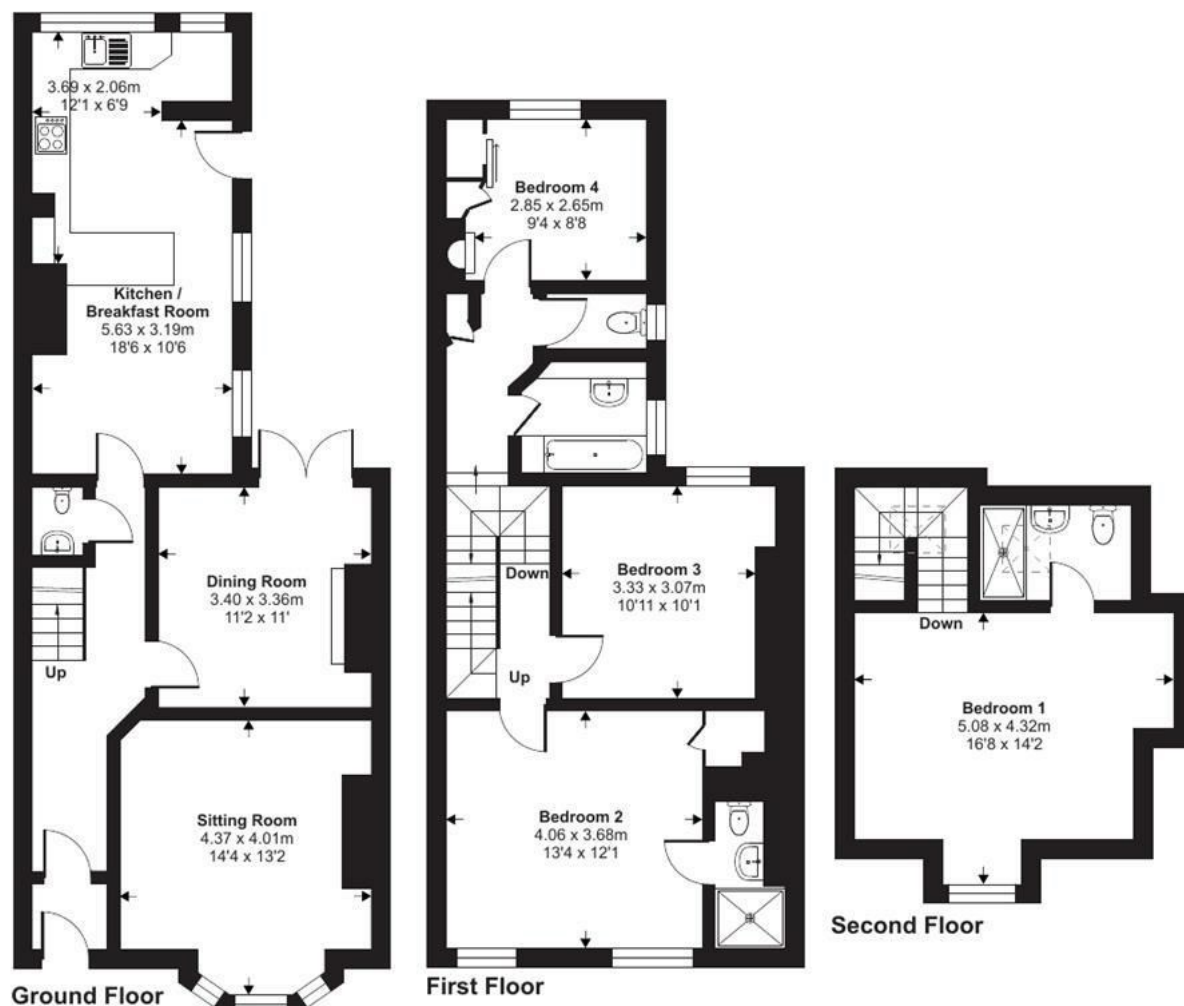 3.69 x 2.06m
12'1 x 6'9
Kitchen /
Breakfast Room
5.63 x 3.19m
18'6 x 10'6
Dining Room
3.40 x 3.36m
11'2 x 11'
Up
Sitting Room
4.37 x 4.01m
14'4 x 13'2
Ground Floor
Bedroom 4
2.85 x 2.65m
9'4 x 8'8
Down
Bedroom 3
3.33 x 3.07m
10'11 x 10'1
Up
Bedroom 2
4.06 x 3.68m
13'4 x 12'1
First Floor
Down
Bedroom 1
5.08 x 4.32m
16'8 x 14'2
Second Floor